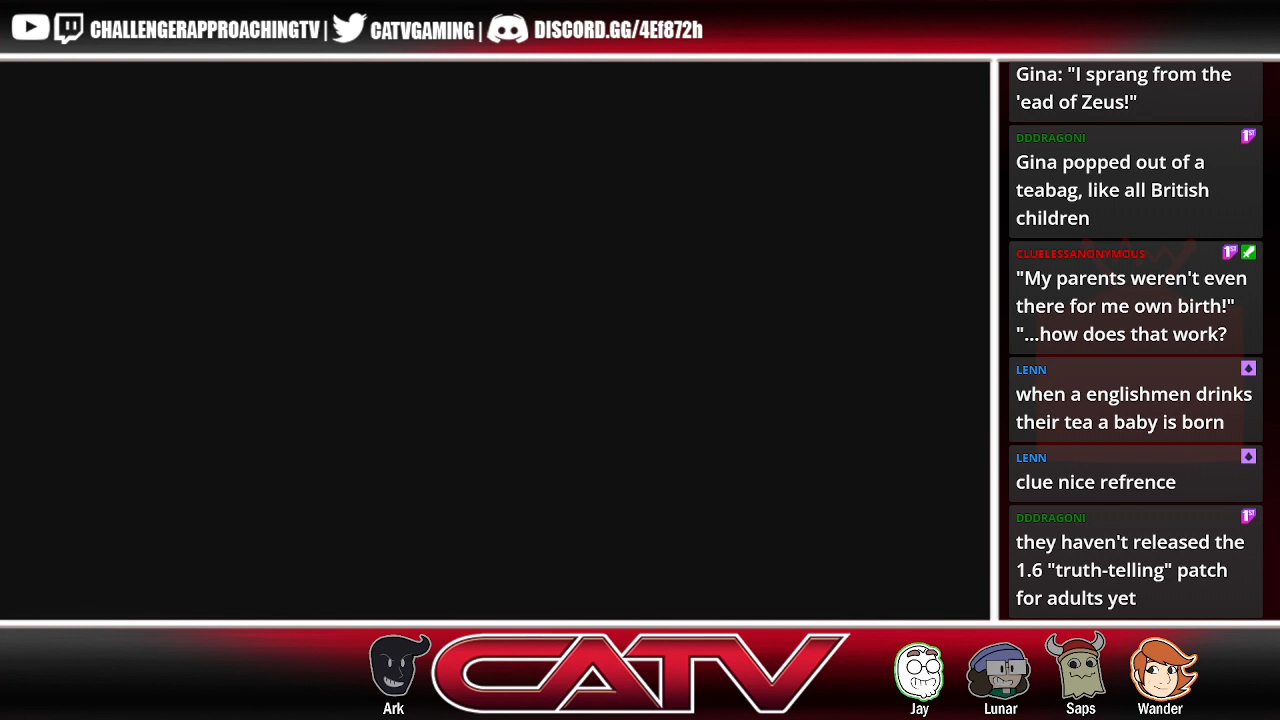 CHALLENGERAPPROACHINGTV | CATVGAMING | DISCORD.GG/4Ef872h
Gina: "I sprang from the
'ead of Zeus!"
DDDRAGONI
Gina popped out of a
teabag, like all British
children
CLUELESSANONYMOUS
"My parents weren't even
there for me own birth!"
"...how does that work?
LENN
when a englishmen drinks
their tea a baby is born
LENN
clue nice refrence
DDDRAGONI
they haven't released the
1.6 "truth-telling" patch
for adults yet
CATV
Ark
Jay
Lunar
Saps
Wander